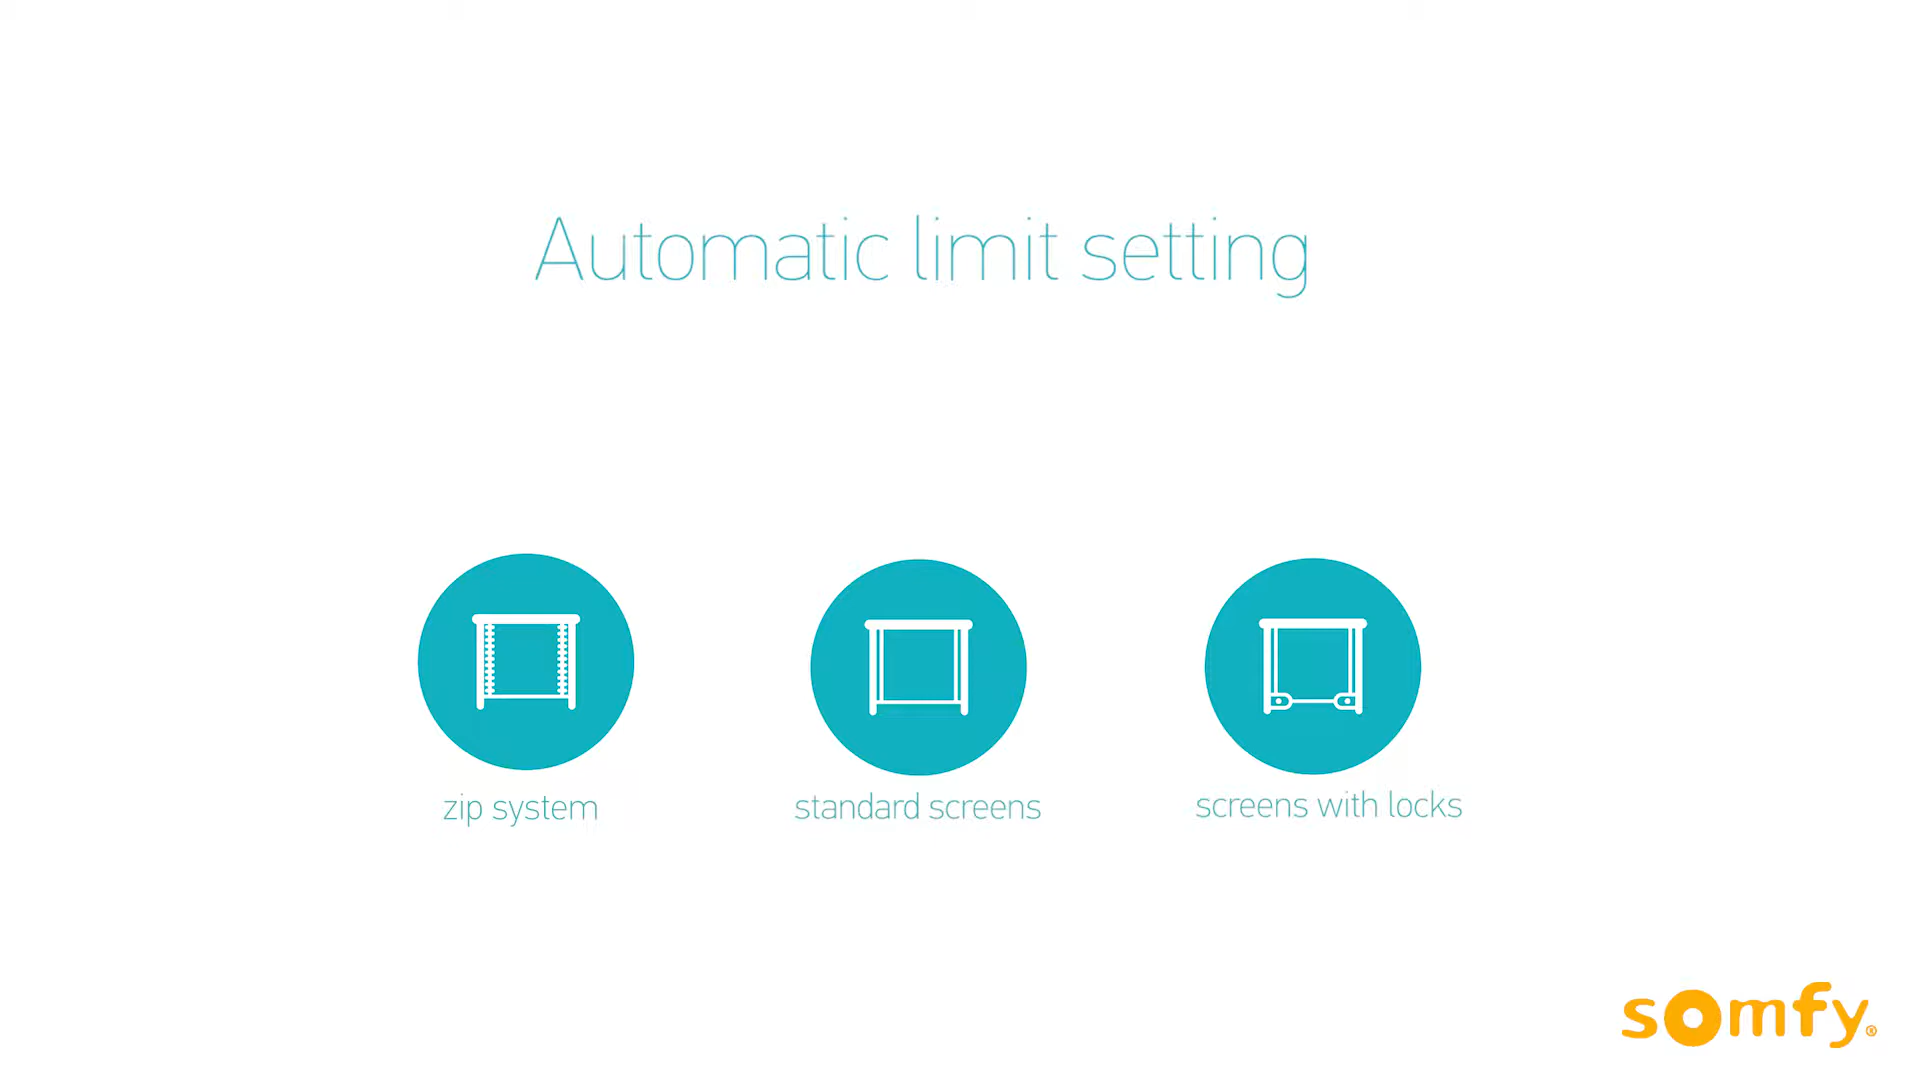 Automatic limit setting
zip system
standard screens
screens with locks
somfy®